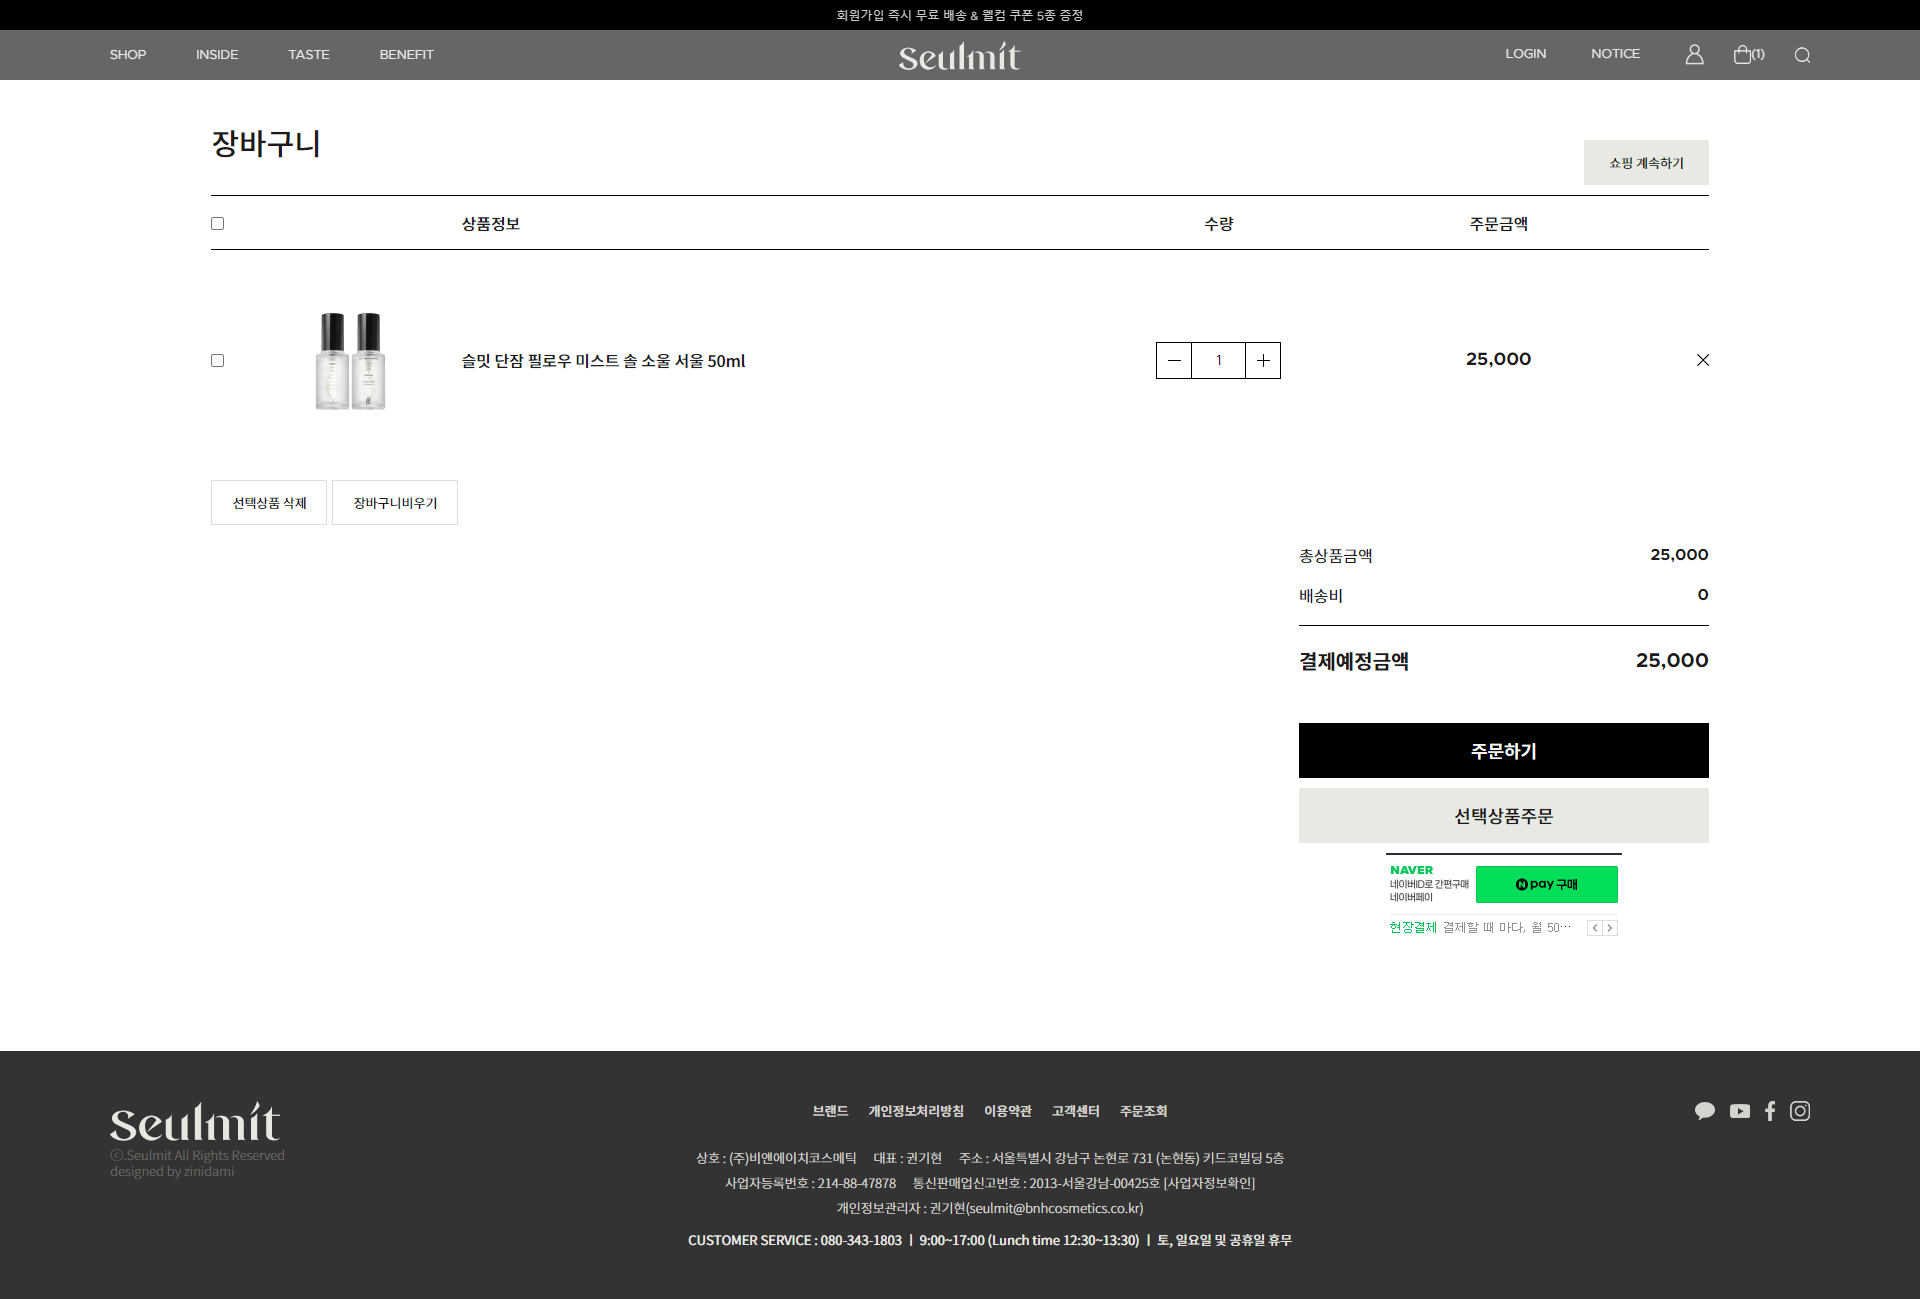 회원가입 즉시 무료 배송 & 웰컴 쿠폰 5종 증정
SHOP INSIDE TASTE BENEFIT Seulmit LOGIN NOTICE (1)
장바구니
쇼핑 계속하기
상품정보 수량 주문금액
슬밋 단잠 필로우 미스트 솔 소울 서울 50ml 1 25,000
선택상품 삭제 장바구니비우기
총상품금액 25,000
배송비 0
결제예정금액 25,000
주문하기
선택상품주문
NAVER
네이버ID로 간편구매
네이버페이
N pay 구매
현장결제 결제할 때 마다, 월 50…
Seulmit
ⓒ.Seulmit All Rights Reserved
designed by zinidami
브랜드 개인정보처리방침 이용약관 고객센터 주문조회
상호 : (주)비앤에이치코스메틱 대표 : 권기현 주소 : 서울특별시 강남구 논현로 731 (논현동) 키드코빌딩 5층
사업자등록번호 : 214-88-47878 통신판매업신고번호 : 2013-서울강남-00425호 [사업자정보확인]
개인정보관리자 : 권기현(seulmit@bnhcosmetics.co.kr)
CUSTOMER SERVICE : 080-343-1803 | 9:00~17:00 (Lunch time 12:30~13:30) | 토, 일요일 및 공휴일 휴무